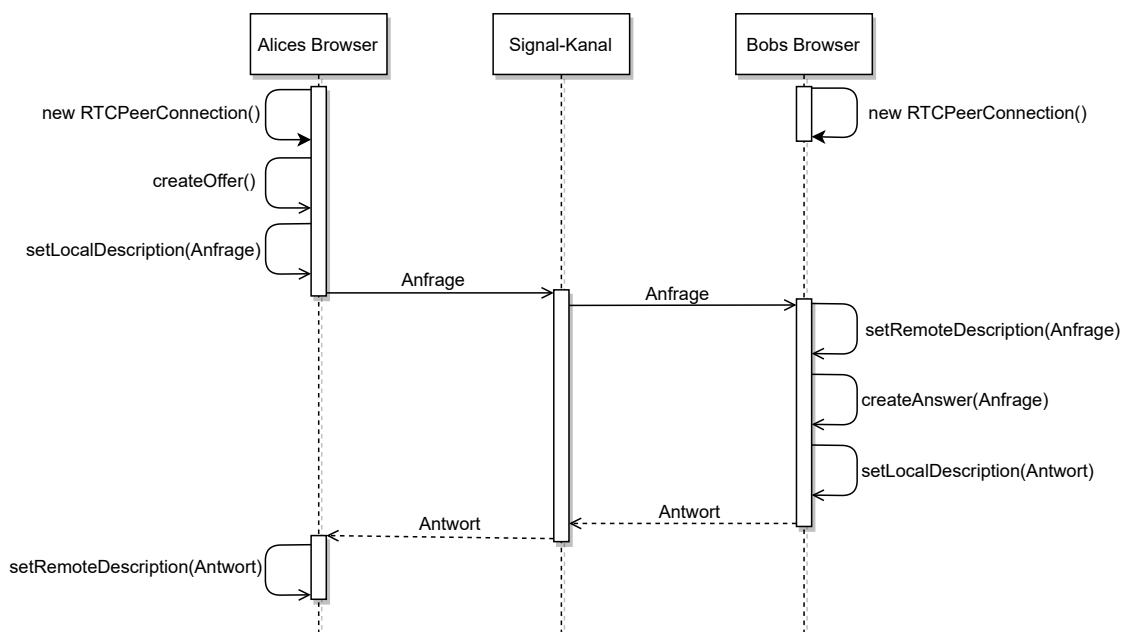 Alices Browser
Signal-Kanal
Bobs Browser
new RTCPeerConnection()
new RTCPeerConnection()
createOffer()
setLocalDescription(Anfrage)
Anfrage
Anfrage
setRemoteDescription(Anfrage)
createAnswer(Anfrage)
setLocalDescription(Antwort)
Antwort
Antwort
setRemoteDescription(Antwort)